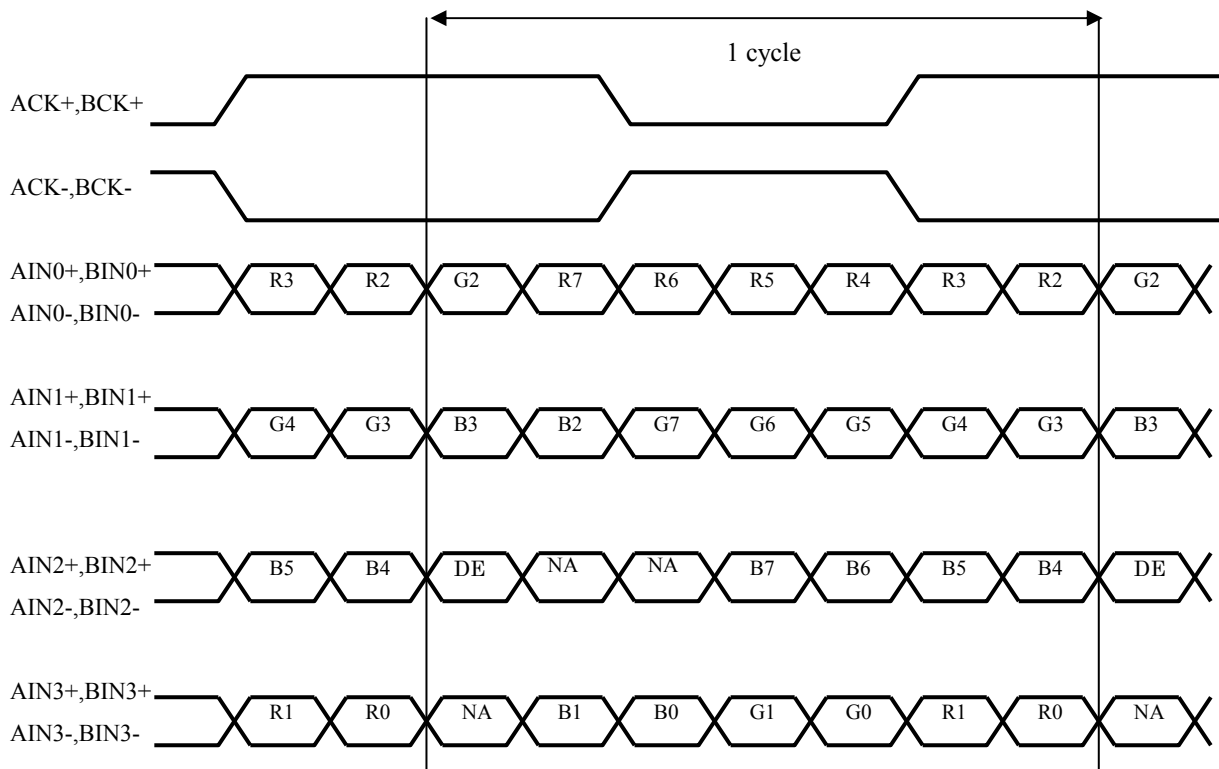 1 cycle
ACK+,BCK+
ACK-,BCK-
AIN0+,BIN0+
R3 R2 G2 R7 R6 R5 R4 R3 R2 G2
AIN0-,BIN0-
AIN1+,BIN1+
G4 G3 B3 B2 G7 G6 G5 G4 G3 B3
AIN1-,BIN1-
AIN2+,BIN2+
B5 B4 DE NA NA B7 B6 B5 B4 DE
AIN2-,BIN2-
AIN3+,BIN3+
R1 R0 NA B1 B0 G1 G0 R1 R0 NA
AIN3-,BIN3-